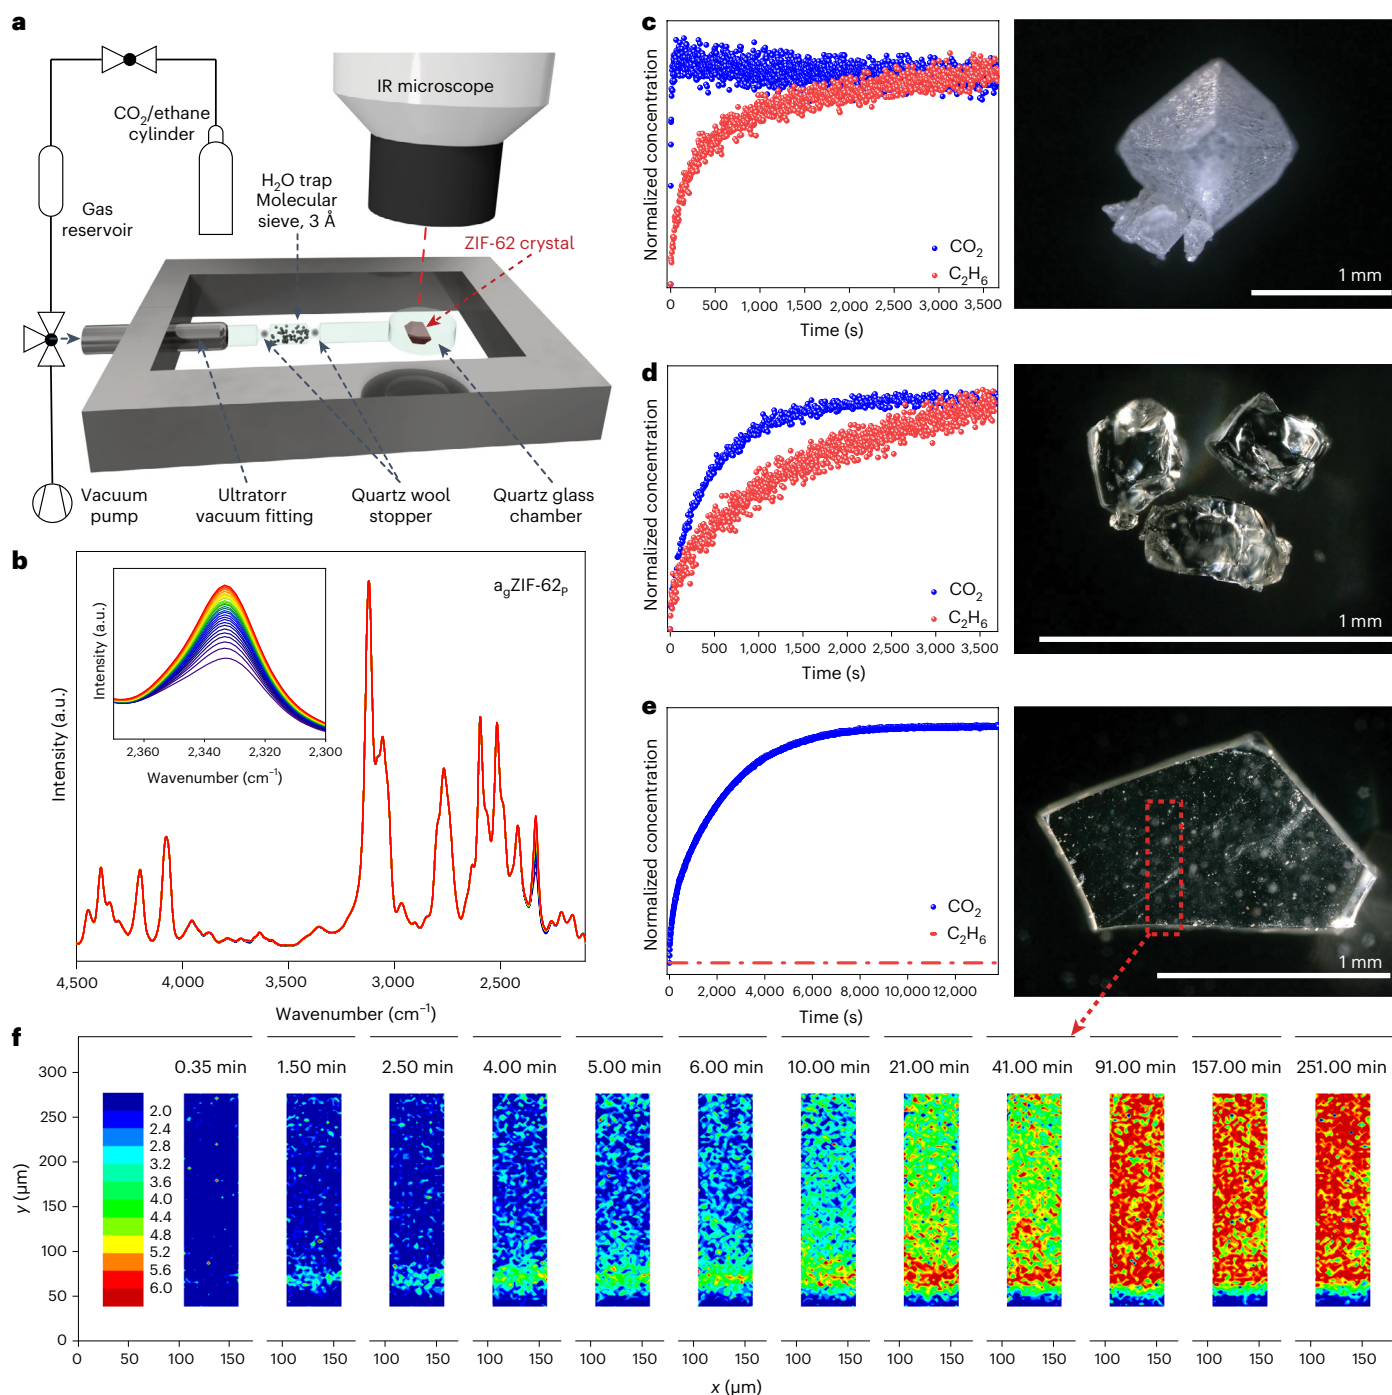 a
CO2/ethane
cylinder
Gas
reservoir
H2O trap
Molecular
sieve, 3 Å
IR microscope
ZIF-62 crystal
Vacuum
pump
Ultratorr
vacuum fitting
Quartz wool
stopper
Quartz glass
chamber
b
agZIF-62P
Intensity (a.u.)
2,360 2,340 2,320 2,300
Wavenumber (cm−1)
Intensity (a.u.)
4,500 4,000 3,500 3,000 2,500
Wavenumber (cm−1)
c
Normalized concentration
CO2
C2H6
0 500 1,000 1,500 2,000 2,500 3,000 3,500
Time (s)
1 mm
d
Normalized concentration
CO2
C2H6
0 500 1,000 1,500 2,000 2,500 3,000 3,500
Time (s)
1 mm
e
Normalized concentration
CO2
C2H6
0 2,000 4,000 6,000 8,000 10,000 12,000
Time (s)
1 mm
f
0.35 min 1.50 min 2.50 min 4.00 min 5.00 min 6.00 min 10.00 min 21.00 min 41.00 min 91.00 min 157.00 min 251.00 min
300
250
200
150
100
50
0
y (µm)
2.0
2.4
2.8
3.2
3.6
4.0
4.4
4.8
5.2
5.6
6.0
0 50 100 150 100 150 100 150 100 150 100 150 100 150 100 150 100 150 100 150 100 150 100 150 100 150
x (µm)